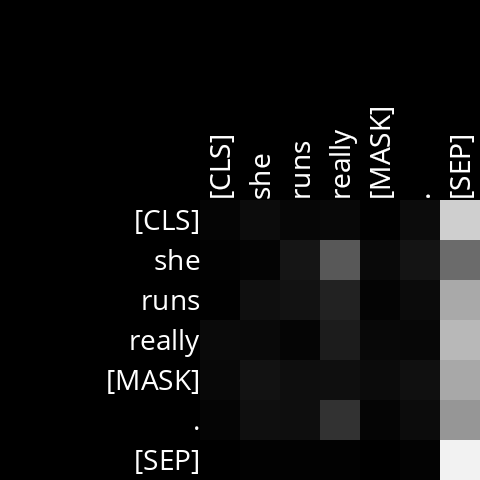 [CLS] she runs really [MASK] . [SEP]
[CLS]
she
runs
really
[MASK]
.
[SEP]